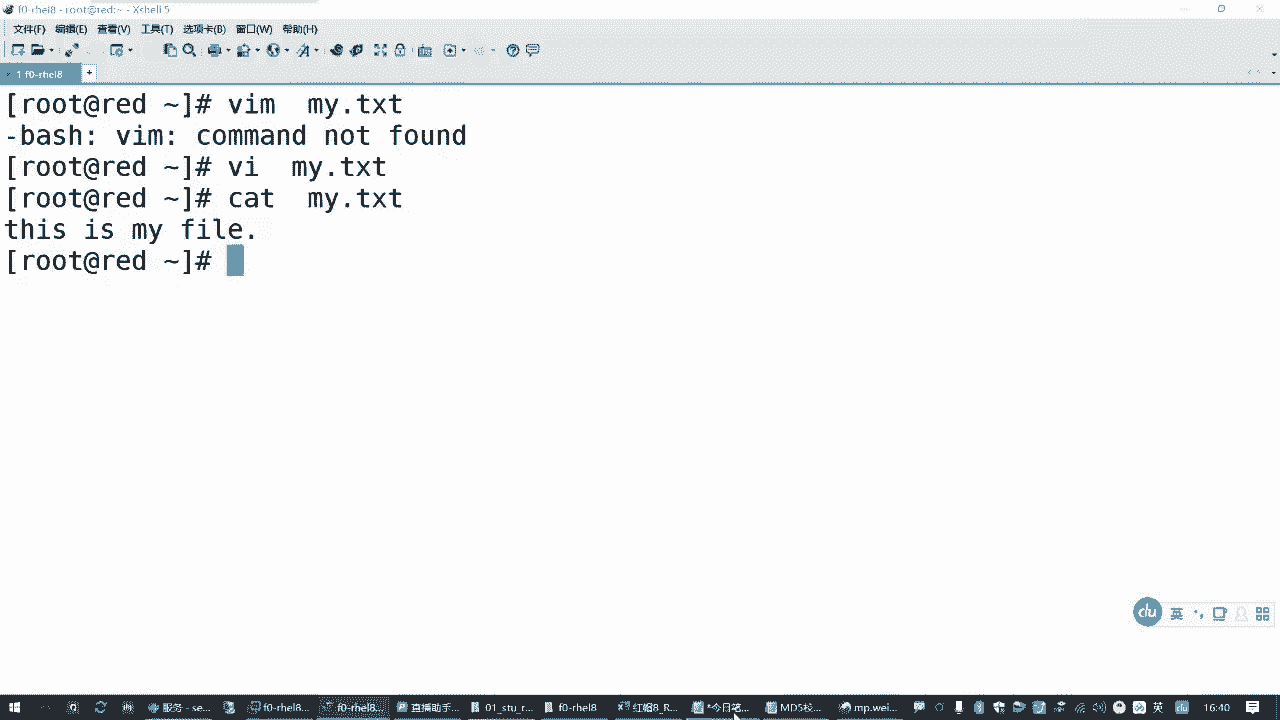 f0-rhel8 - root@red:~ - Xshell 5
文件(F) 编辑(E) 查看(V) 工具(T) 选项卡(B) 窗口(W) 帮助(H)
1 f0-rhel8 +
[root@red ~]# vim  my.txt
-bash: vim: command not found
[root@red ~]# vi  my.txt
[root@red ~]# cat  my.txt
this is my file.
[root@red ~]#
du 英
服务 - se... f0-rhel8... f0-rhel8... 直播助手... 01_stu_r... f0-rhel8 红帽8_R... *今日笔... MD5校... mp.wei... 英 16:40